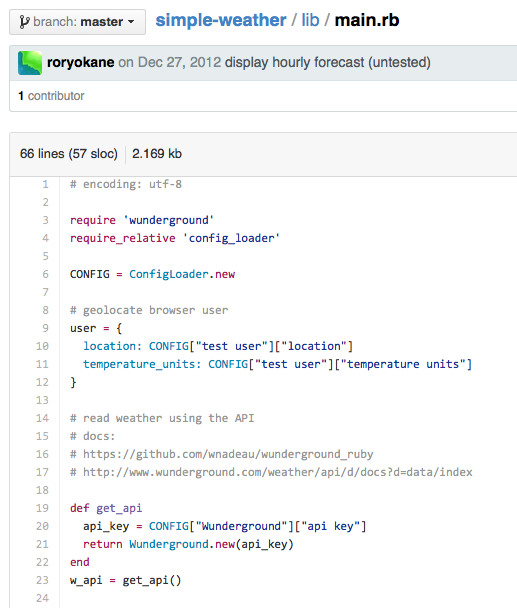 branch: master simple-weather / lib / main.rb
roryokane on Dec 27, 2012 display hourly forecast (untested)
1 contributor
66 lines (57 sloc) 2.169 kb
1 # encoding: utf-8
2
3 require 'wunderground'
4 require_relative 'config_loader'
5
6 CONFIG = ConfigLoader.new
7
8 # geolocate browser user
9 user = {
10   location: CONFIG["test user"]["location"]
11   temperature_units: CONFIG["test user"]["temperature units"]
12 }
13
14 # read weather using the API
15 # docs:
16 # https://github.com/wnadeau/wunderground_ruby
17 # http://www.wunderground.com/weather/api/d/docs?d=data/index
18
19 def get_api
20   api_key = CONFIG["Wunderground"]["api key"]
21   return Wunderground.new(api_key)
22 end
23 w_api = get_api()
24